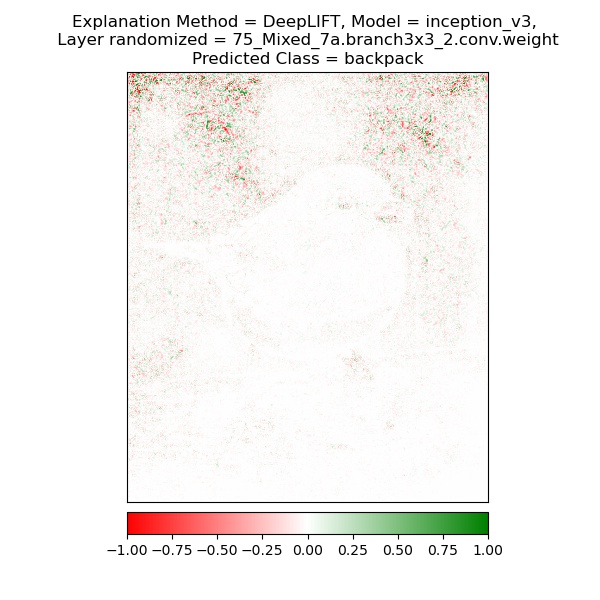 Explanation Method = DeepLIFT, Model = inception_v3,
Layer randomized = 75_Mixed_7a.branch3x3_2.conv.weight
Predicted Class = backpack
−1.00 −0.75 −0.50 −0.25 0.00 0.25 0.50 0.75 1.00